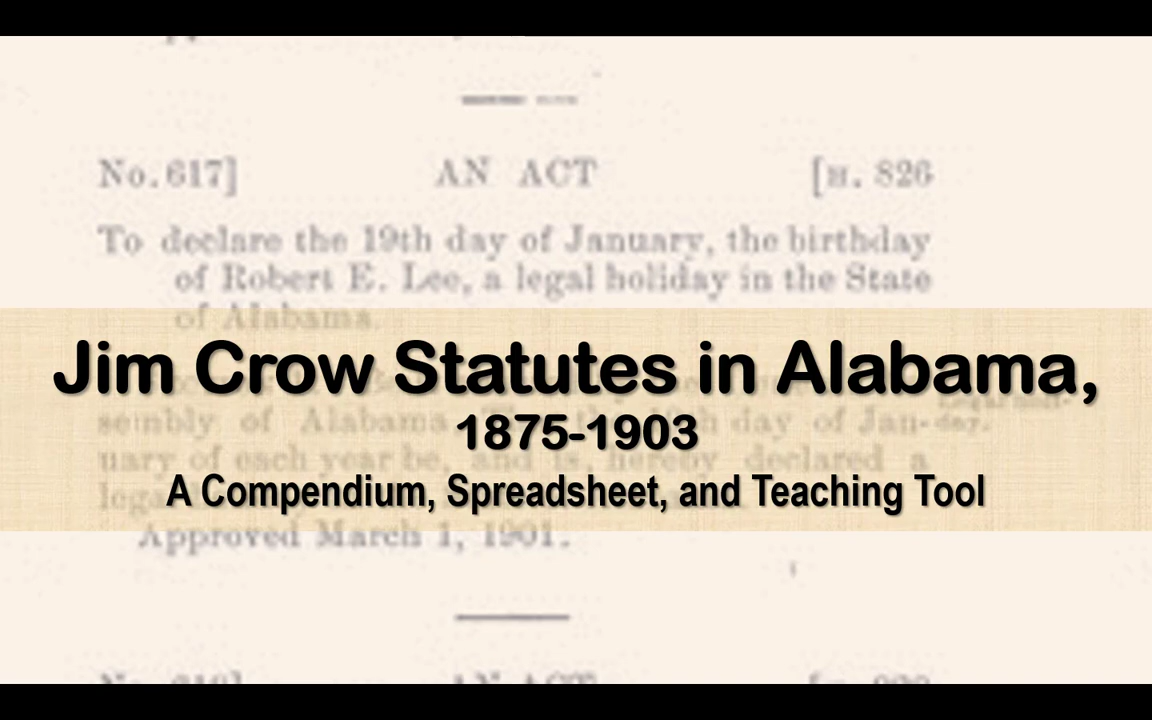 No. 617] AN ACT [H. 826
To declare the 19th day of January, the birthday
of Robert E. Lee, a legal holiday in the State
of Alabama.
Jim Crow Statutes in Alabama,
sembly of Alabama day of Jan-
1875-1903
uary of each year be, and is, hereby declared a
A Compendium, Spreadsheet, and Teaching Tool
Approved March 1, 1901.